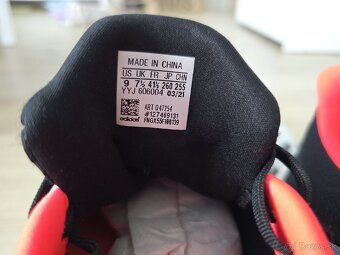 MADE IN CHINA
US UK FR JP CHN
9 7½ 41⅓ 260 255
YYJ 606004 03/21
ART G47254
#127469131
adidas